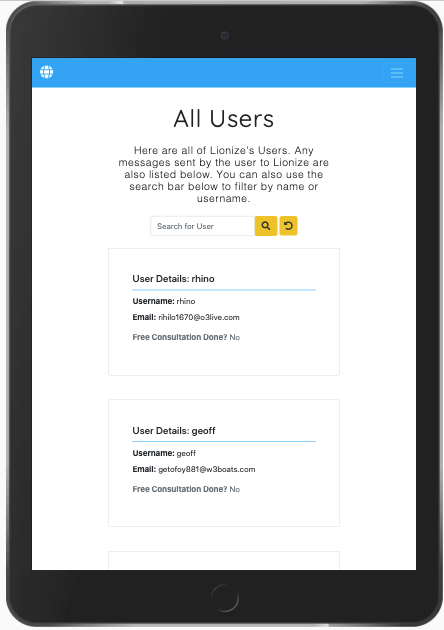 All Users
Here are all of Lionize's Users. Any
messages sent by the user to Lionize are
also listed below. You can also use the
search bar below to filter by name or
username.
Search for User
User Details: rhino
Username: rhino
Email: rihilo1670@o3live.com
Free Consultation Done? No
User Details: geoff
Username: geoff
Email: getofoy881@w3boats.com
Free Consultation Done? No